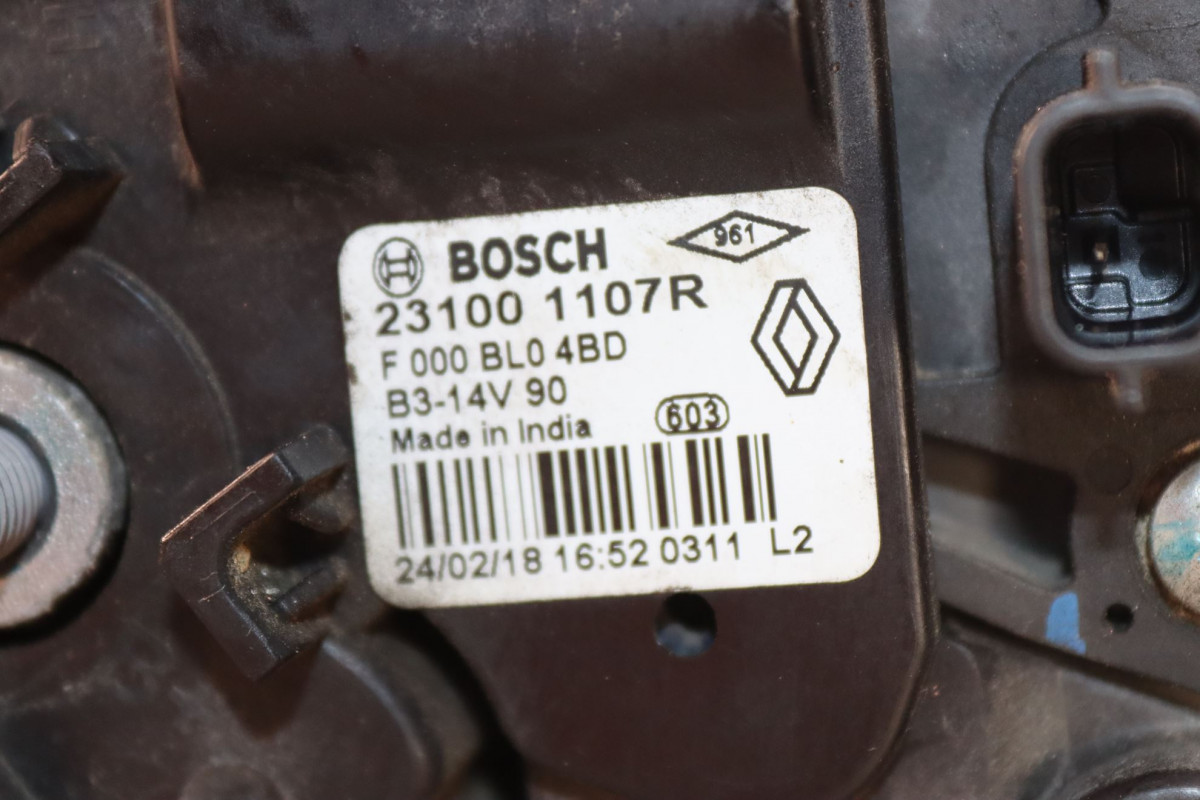 BOSCH 961
23100 1107R
F 000 BL0 4BD
B3-14V 90
Made in India 603
24/02/18 16:52 0311 L2